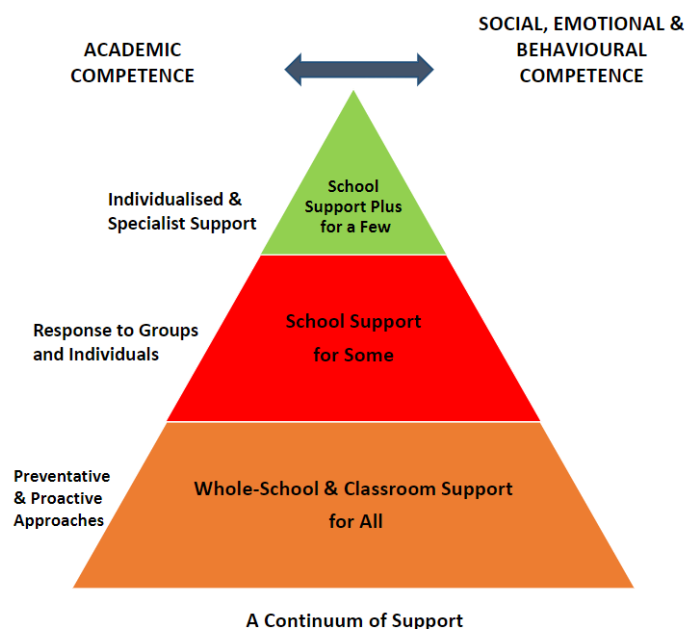 ACADEMIC
COMPETENCE
SOCIAL, EMOTIONAL &
BEHAVIOURAL
COMPETENCE
Individualised &
Specialist Support
School
Support Plus
for a Few
Response to Groups
and Individuals
School Support
for Some
Preventative
& Proactive
Approaches
Whole-School & Classroom Support
for All
A Continuum of Support